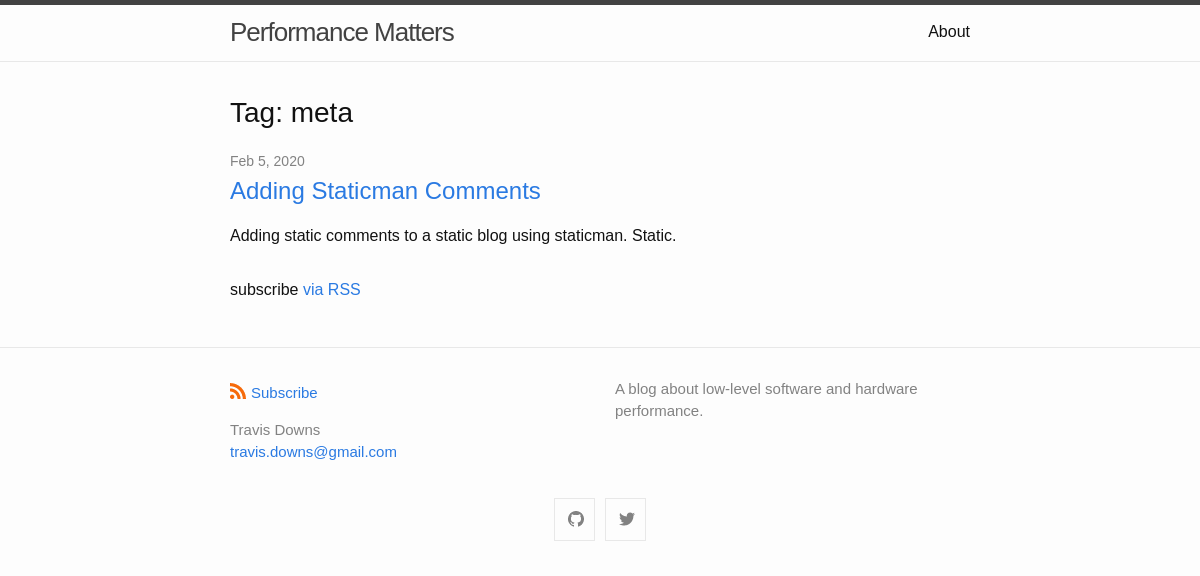 Performance Matters
About
Tag: meta
Feb 5, 2020
Adding Staticman Comments
Adding static comments to a static blog using staticman. Static.
subscribe via RSS
Subscribe
Travis Downs
travis.downs@gmail.com
A blog about low-level software and hardware
performance.